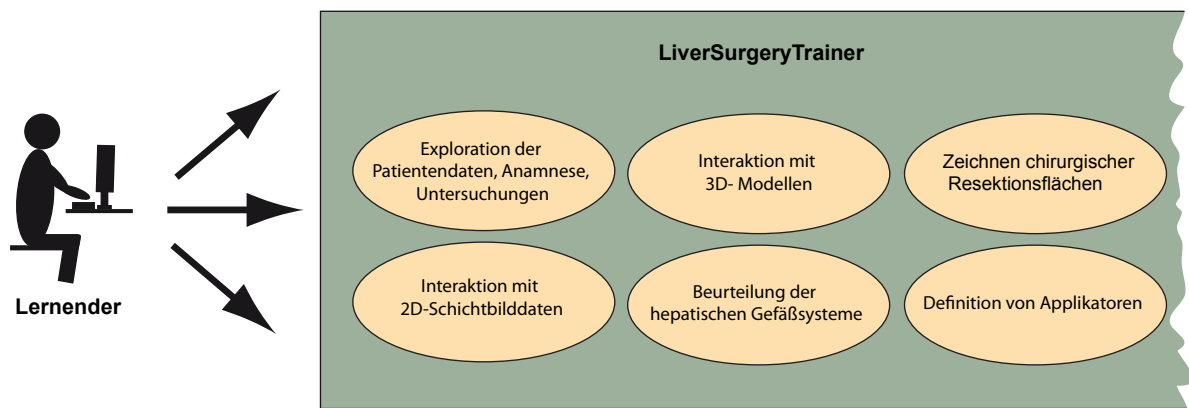 LiverSurgeryTrainer
Exploration der
Patientendaten, Anamnese,
Untersuchungen
Interaktion mit
3D- Modellen
Zeichnen chirurgischer
Resektionsflächen
Interaktion mit
2D-Schichtbilddaten
Beurteilung der
hepatischen Gefäßsysteme
Definition von Applikatoren
Lernender